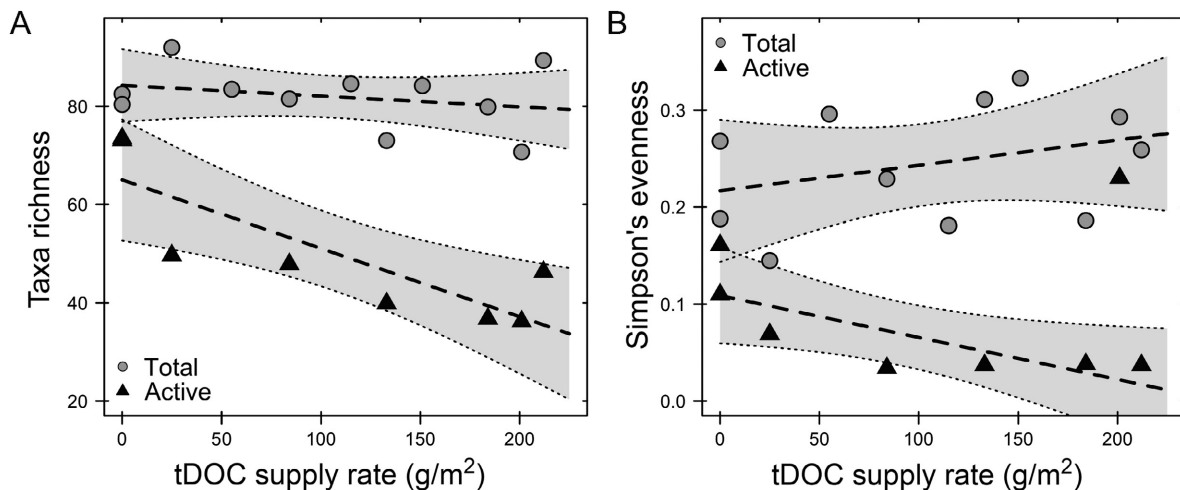 A
Taxa richness
80
60
40
20
Total
Active
0 50 100 150 200
tDOC supply rate (g/m²)
B
Simpson's evenness
Total
Active
0.3
0.2
0.1
0.0
0 50 100 150 200
tDOC supply rate (g/m²)